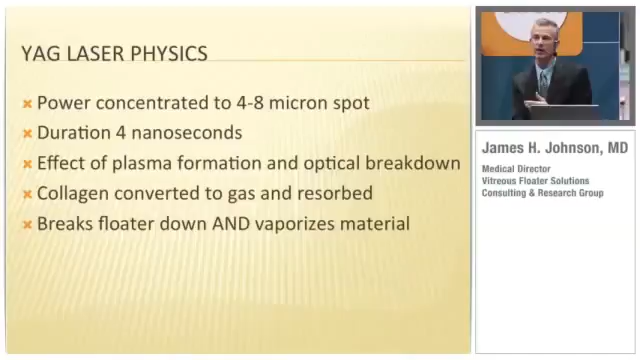 YAG LASER PHYSICS
Power concentrated to 4-8 micron spot
Duration 4 nanoseconds
Effect of plasma formation and optical breakdown
Collagen converted to gas and resorbed
Breaks floater down AND vaporizes material
James H. Johnson, MD
Medical Director
Vitreous Floater Solutions
Consulting & Research Group